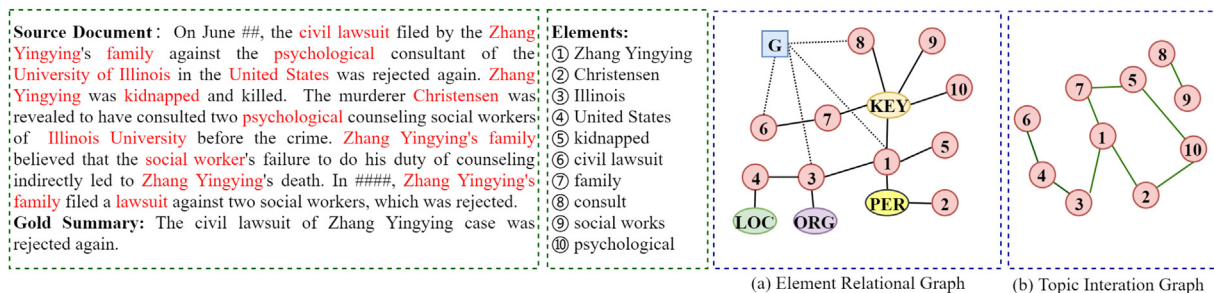 Source Document： On June ##, the civil lawsuit filed by the Zhang
Yingying's family against the psychological consultant of the
University of Illinois in the United States was rejected again. Zhang
Yingying was kidnapped and killed. The murderer Christensen was
revealed to have consulted two psychological counseling social workers
of Illinois University before the crime. Zhang Yingying's family
believed that the social worker's failure to do his duty of counseling
indirectly led to Zhang Yingying's death. In ####, Zhang Yingying's
family filed a lawsuit against two social workers, which was rejected.
Gold Summary: The civil lawsuit of Zhang Yingying case was
rejected again.
Elements:
① Zhang Yingying
② Christensen
③ Illinois
④ United States
⑤ kidnapped
⑥ civil lawsuit
⑦ family
⑧ consult
⑨ social works
⑩ psychological
G
8
9
KEY
10
6
7
5
1
4
3
PER
2
LOC
ORG
(a) Element Relational Graph
8
5
7
9
6
1
10
4
3
2
(b) Topic Interation Graph